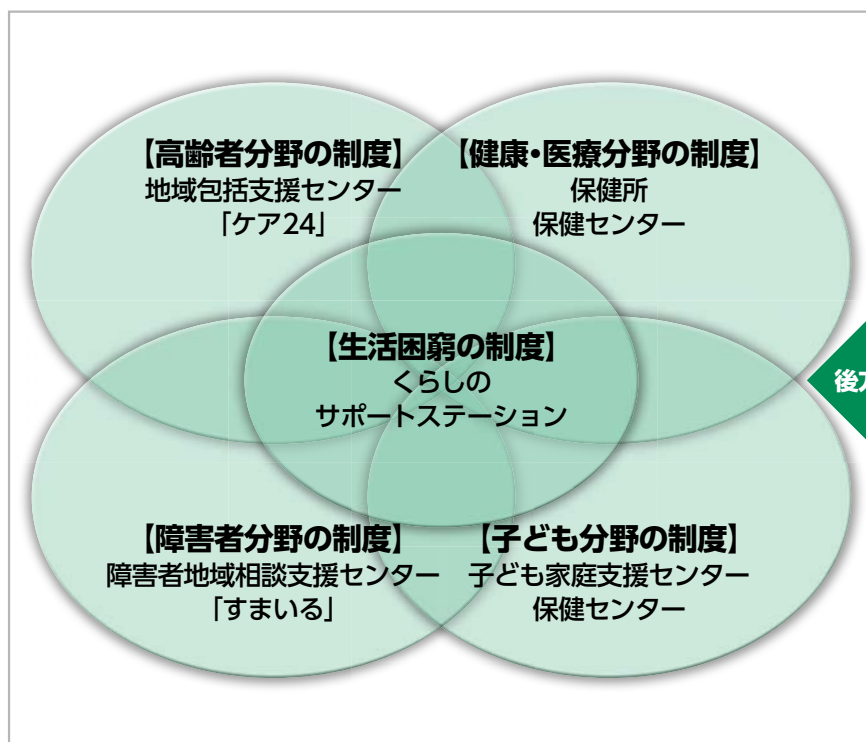 【高齢者分野の制度】
地域包括支援センター
「ケア24」
【健康・医療分野の制度】
保健所
保健センター
【生活困窮の制度】
くらしの
サポートステーション
後
【障害者分野の制度】
障害者地域相談支援センター
「すまいる」
【子ども分野の制度】
子ども家庭支援センター
保健センター